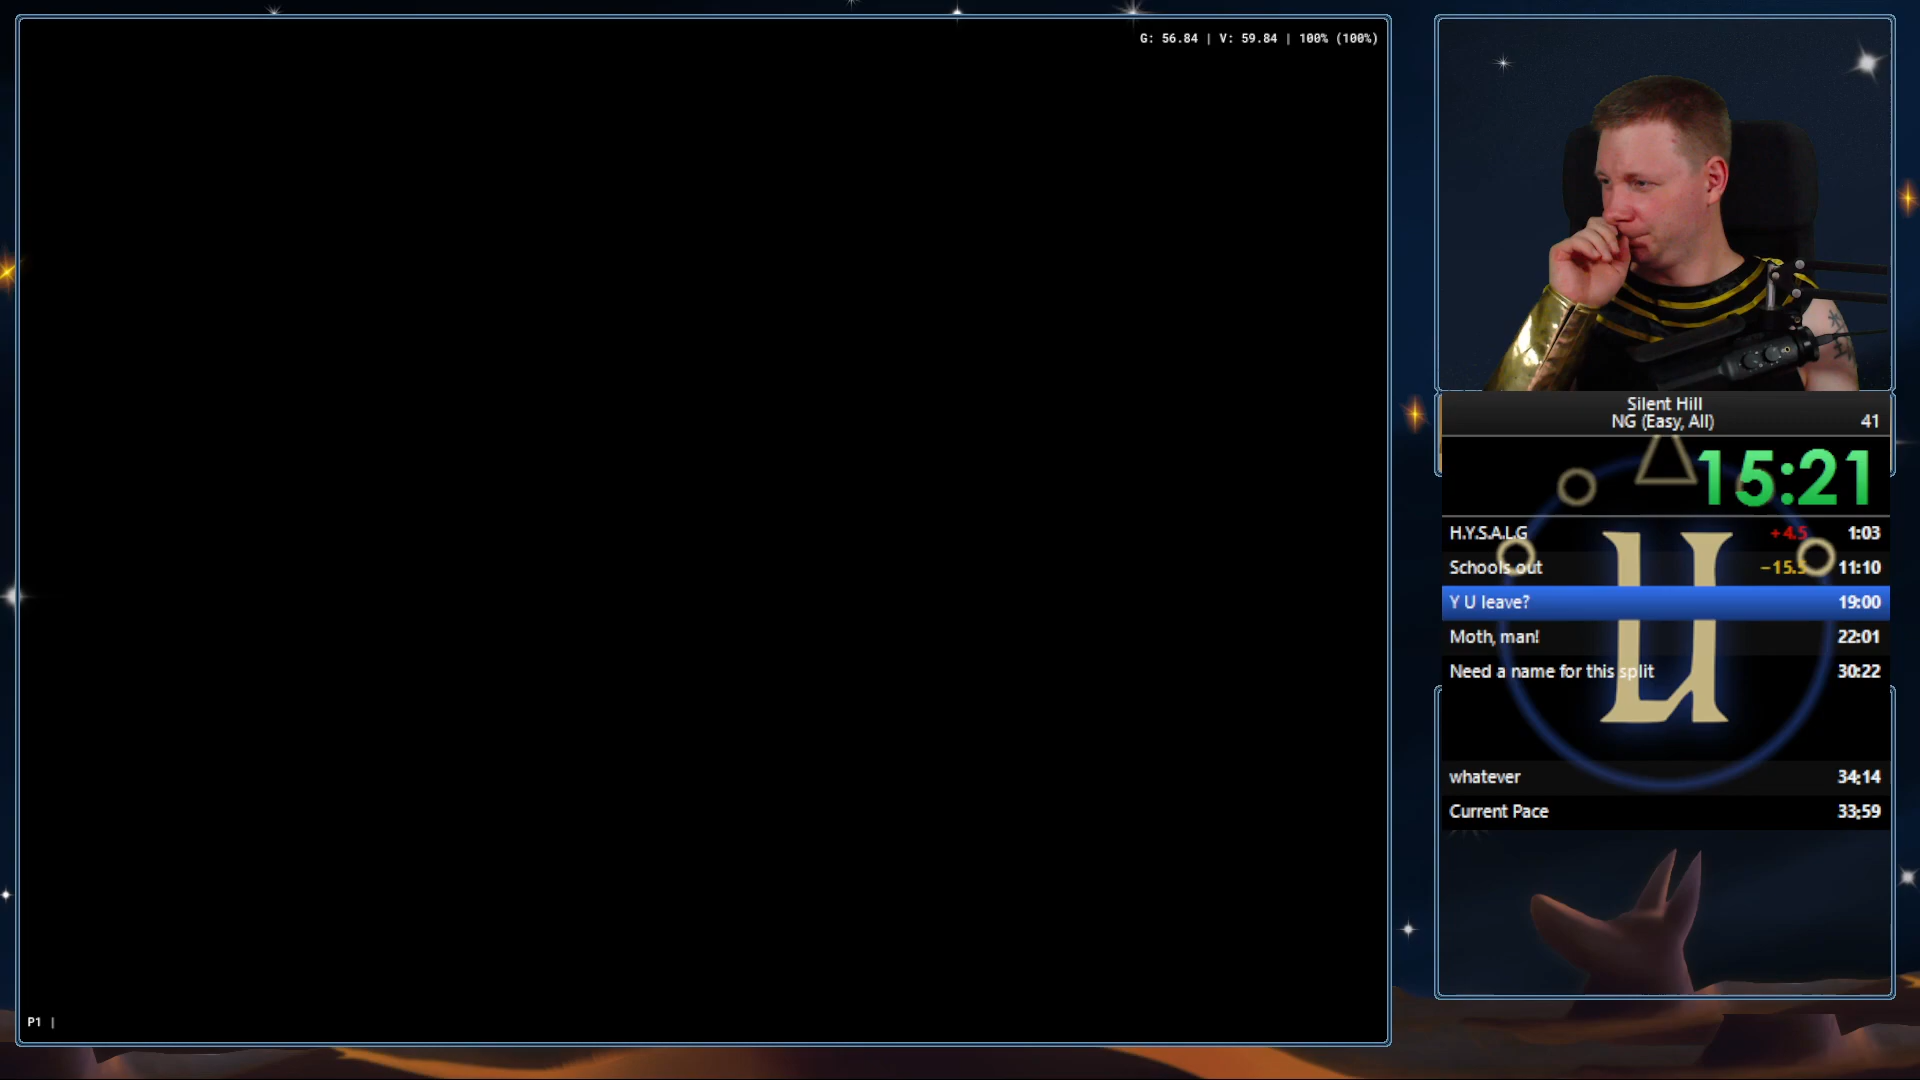 G: 56.84 | V: 59.84 | 100% (100%)
Silent Hill
NG (Easy, All) 41
15:21
H.Y.S.A.L.G +4.5 1:03
Schools out −15.5 11:10
Y U leave? 19:00
Moth, man! 22:01
Need a name for this split 30:22
whatever 34:14
Current Pace 33:59
P1 |